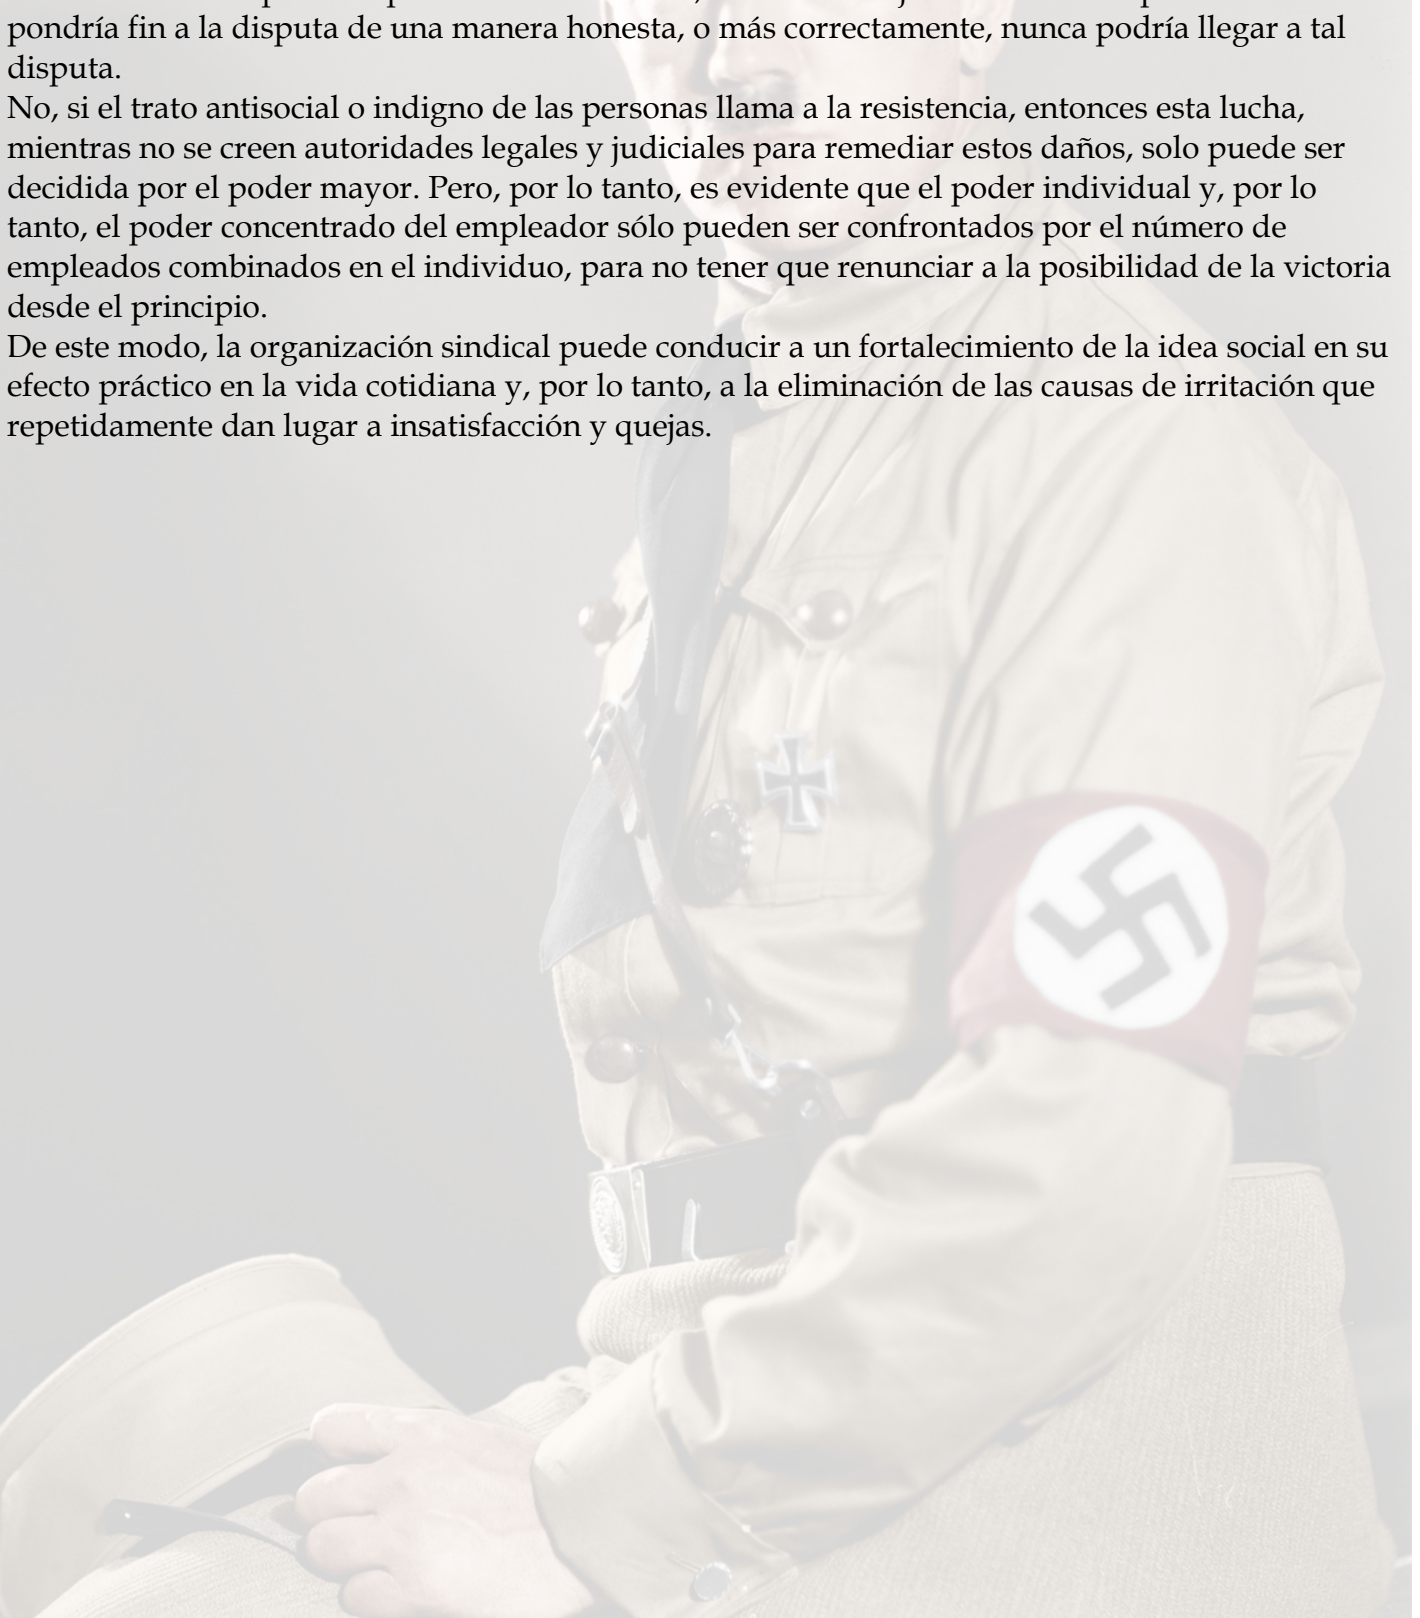 pondría fin a la disputa de una manera honesta, o más correctamente, nunca podría llegar a tal
disputa.
No, si el trato antisocial o indigno de las personas llama a la resistencia, entonces esta lucha,
mientras no se creen autoridades legales y judiciales para remediar estos daños, solo puede ser
decidida por el poder mayor. Pero, por lo tanto, es evidente que el poder individual y, por lo
tanto, el poder concentrado del empleador sólo pueden ser confrontados por el número de
empleados combinados en el individuo, para no tener que renunciar a la posibilidad de la victoria
desde el principio.
De este modo, la organización sindical puede conducir a un fortalecimiento de la idea social en su
efecto práctico en la vida cotidiana y, por lo tanto, a la eliminación de las causas de irritación que
repetidamente dan lugar a insatisfacción y quejas.